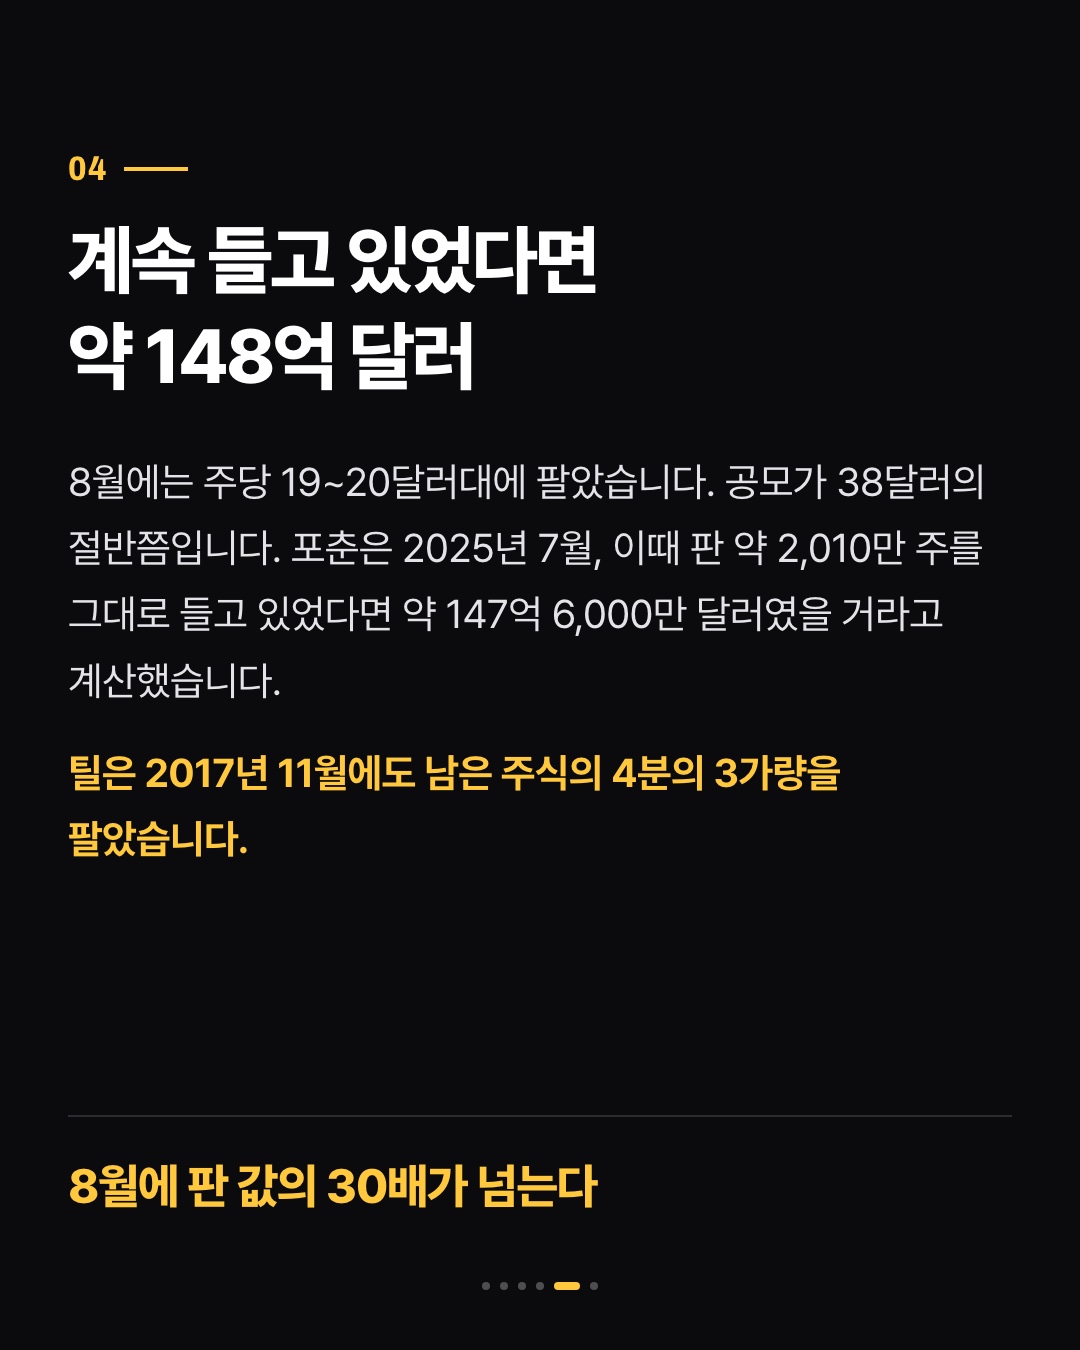 04
계속 들고 있었다면
약 148억 달러
8월에는 주당 19~20달러대에 팔았습니다. 공모가 38달러의
절반쯤입니다. 포춘은 2025년 7월, 이때 판 약 2,010만 주를
그대로 들고 있었다면 약 147억 6,000만 달러였을 거라고
계산했습니다.
틸은 2017년 11월에도 남은 주식의 4분의 3가량을
팔았습니다.
8월에 판 값의 30배가 넘는다